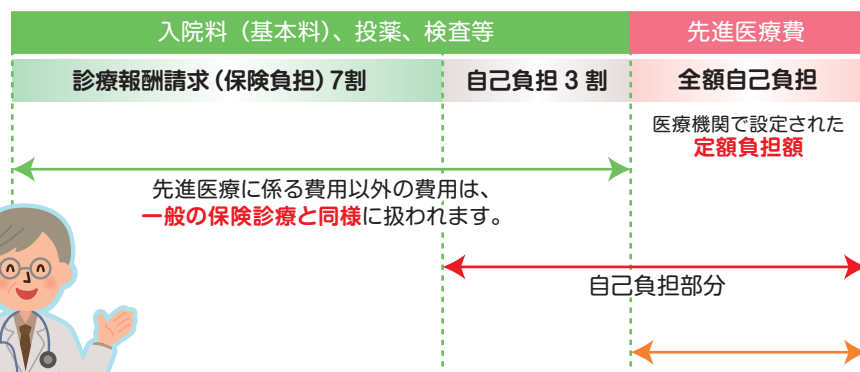 入院料（基本料）、投薬、検査等
先進医療費
診療報酬請求（保険負担）7割
自己負担 3 割
全額自己負担
医療機関で設定された
定額負担額
先進医療に係る費用以外の費用は、
一般の保険診療と同様に扱われます。
自己負担部分